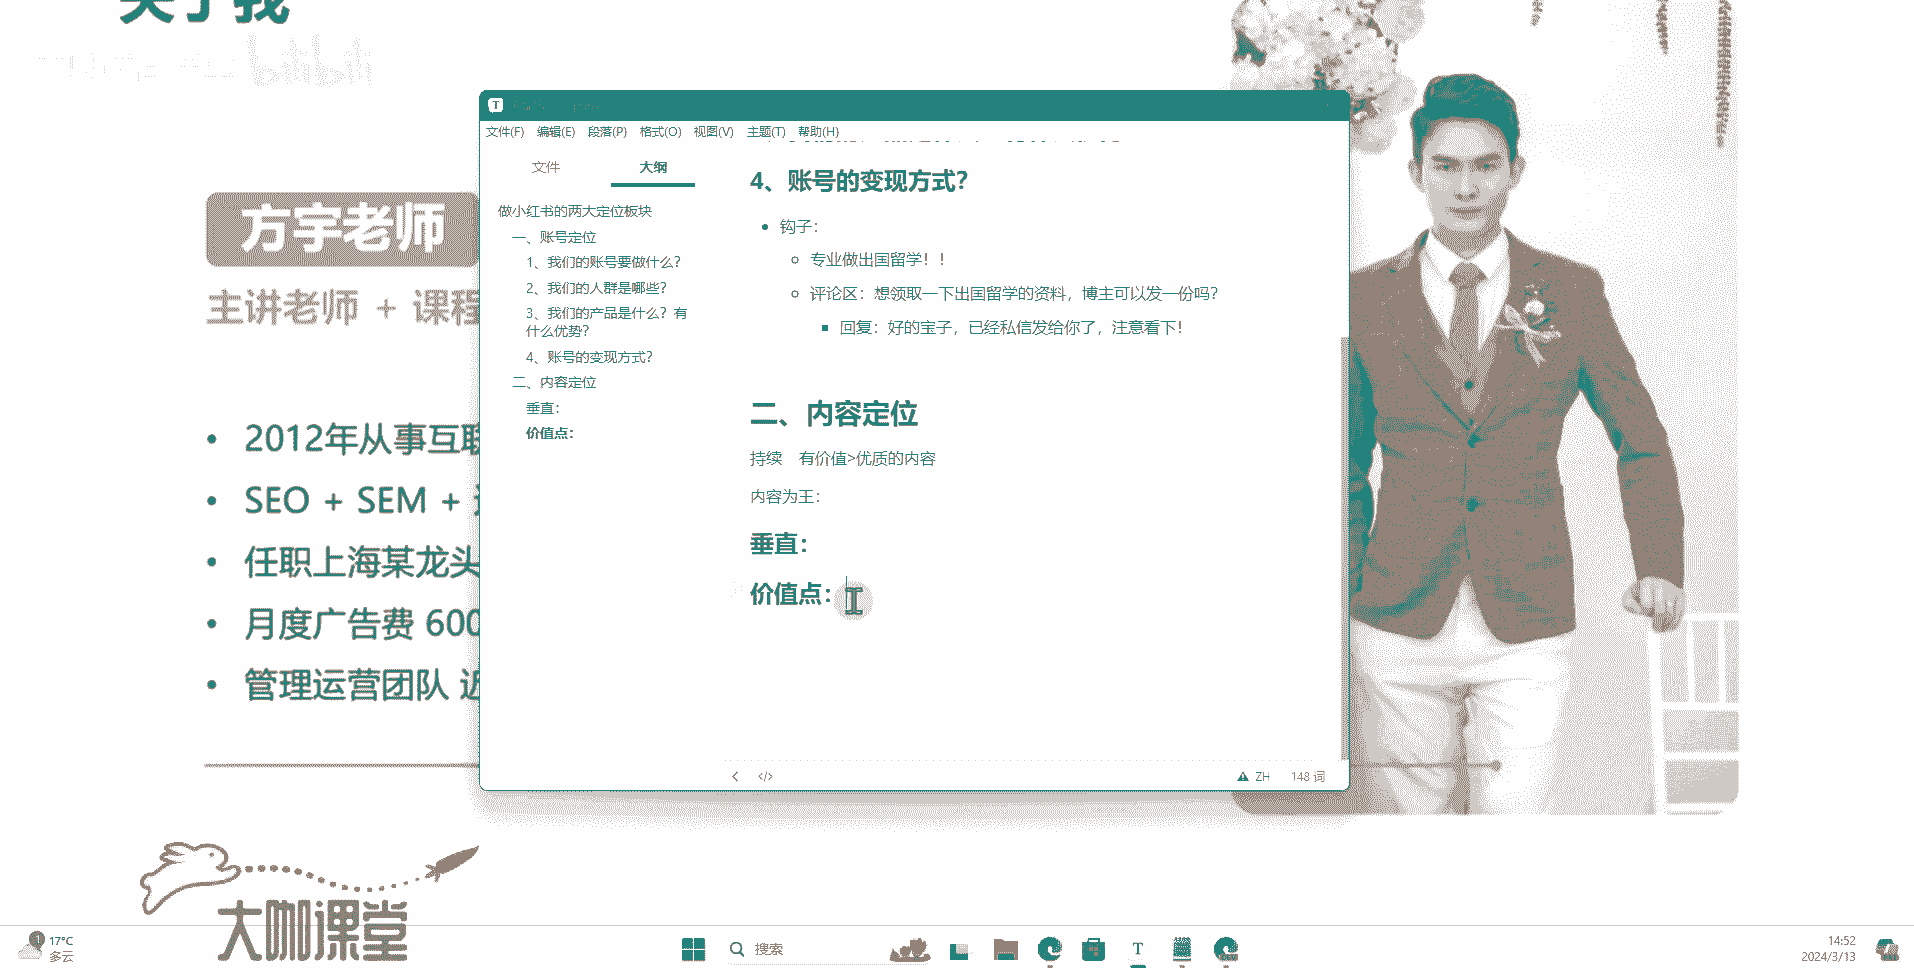 关于我
bilibili
方宇老师
主讲老师 + 课程
2012年从事互联
SEO + SEM +
任职上海某龙头
月度广告费 600
管理运营团队 近
大咖课堂
T
文件(F) 编辑(E) 段落(P) 格式(O) 视图(V) 主题(T) 帮助(H)
文件 大纲
做小红书的两大定位板块
一、账号定位
1、我们的账号要做什么?
2、我们的人群是哪些?
3、我们的产品是什么? 有
什么优势?
4、账号的变现方式?
二、内容定位
垂直:
价值点:
4、账号的变现方式?
钩子:
专业做出国留学! !
评论区: 想领取一下出国留学的资料, 博主可以发一份吗?
回复: 好的宝子, 已经私信发给你了, 注意看下!
二、内容定位
持续 有价值>优质的内容
内容为王:
垂直:
价值点:
</> ZH 148 词
1 17°C
多云
搜索
14:52
2024/3/13